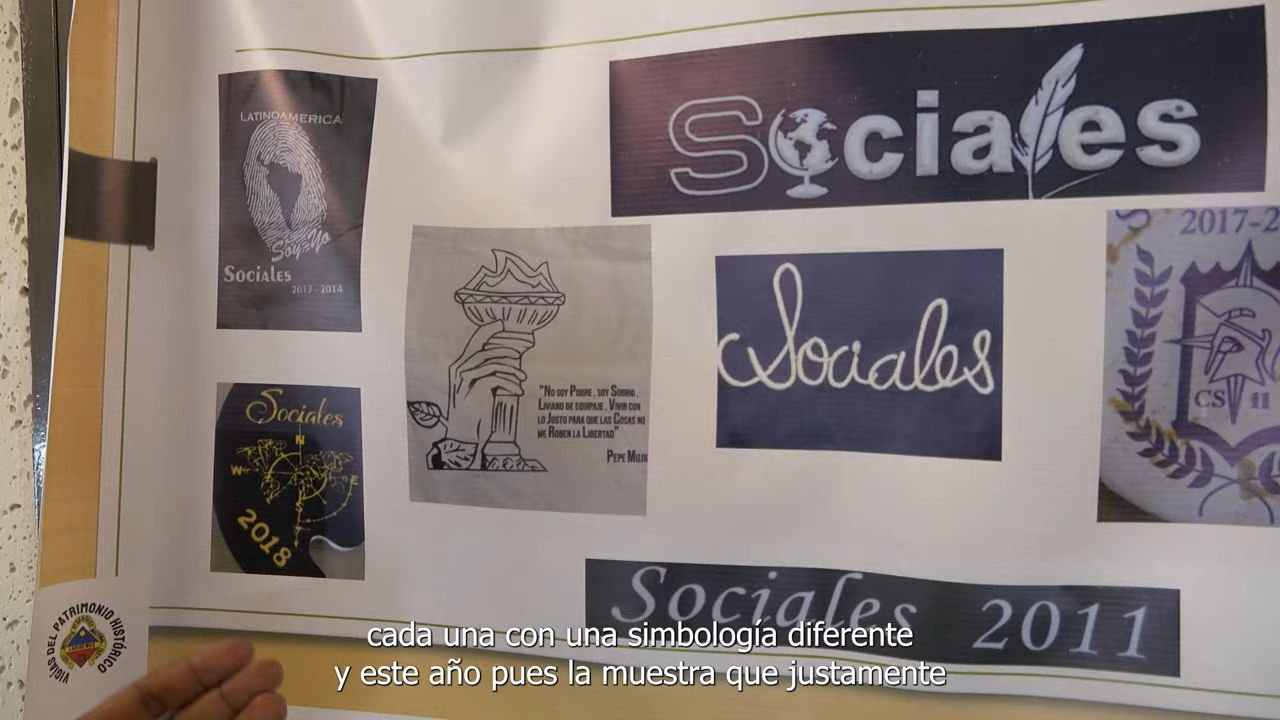 LATINOAMERICA
Soy Yo
SOCIALES
2013 - 2014
Sociales
"NO SOY POBRE, SOY SOBRIO,
LIVIANO DE EQUIPAJE, VIVIR CON
LO JUSTO PARA QUE LAS COSAS NO
ME ROBEN LA LIBERTAD"
PEPE MUJI
Sociales
2017-2
CS 11
Sociales
N
W E
S
2018
Sociales 2011
VIGÍAS DEL PATRIMONIO HISTÓRICO
cada una con una simbología diferente
y este año pues la muestra que justamente